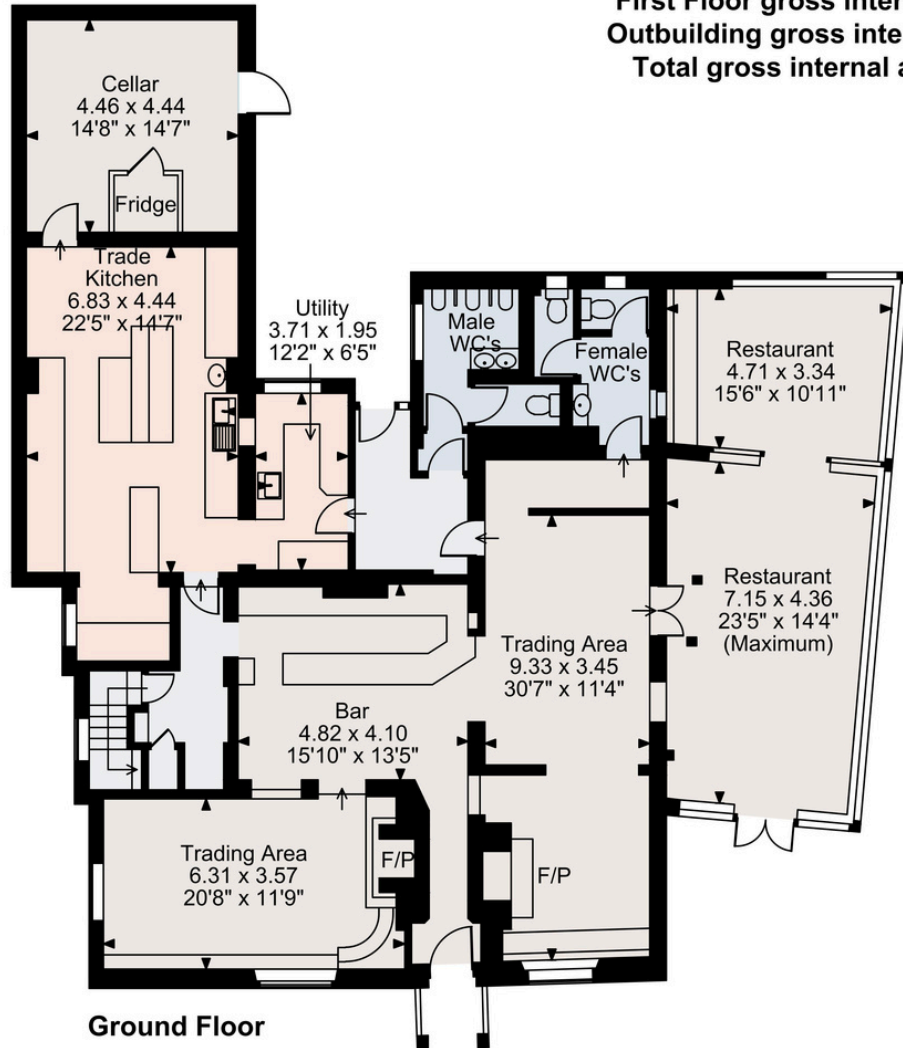 First Floor gross inter
Outbuilding gross inte
Total gross internal a
Cellar
4.46 x 4.44
14'8" x 14'7"
Fridge
Trade
Kitchen
6.83 x 4.44
22'5" x 14'7"
Utility
3.71 x 1.95
12'2" x 6'5"
Male
WC's
Female
WC's
Restaurant
4.71 x 3.34
15'6" x 10'11"
Restaurant
7.15 x 4.36
23'5" x 14'4"
(Maximum)
Trading Area
9.33 x 3.45
30'7" x 11'4"
Bar
4.82 x 4.10
15'10" x 13'5"
Trading Area
6.31 x 3.57
20'8" x 11'9"
F/P
F/P
Ground Floor